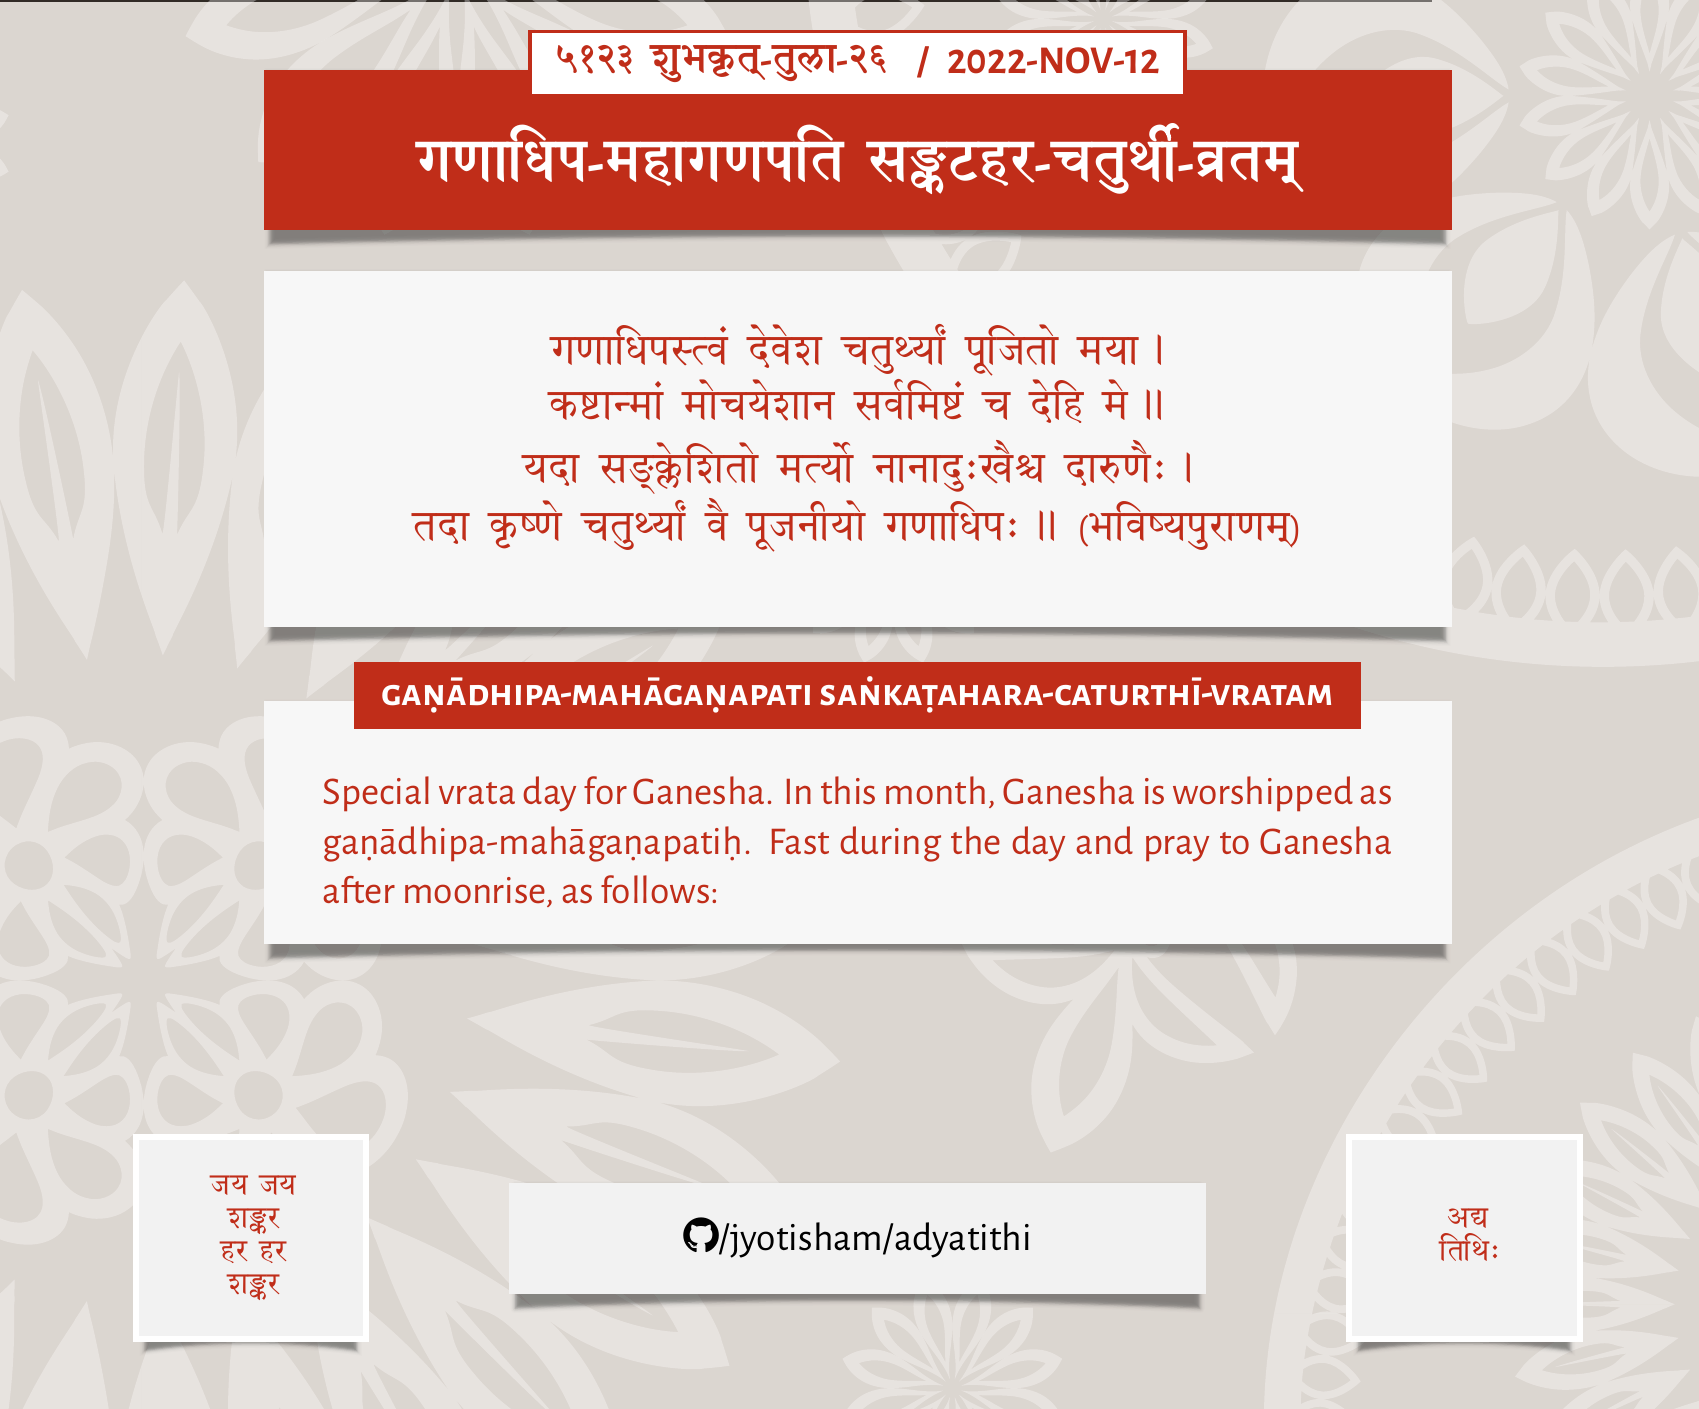 ५१२३ शुभकृत्-तुला-२६ / 2022-NOV-12
गणाधिप-महागणपति सङ्कटहर-चतुर्थी-व्रतम्
गणाधिपस्त्वं देवेश चतुर्थ्यां पूजितो मया।
कष्टान्मां मोचयेशान सर्वमिष्टं च देहि मे॥
यदा सङ्क्लेशितो मर्त्यो नानादुःखैश्च दारुणैः ।
तदा कृष्णे चतुर्थ्यां वै पूजनीयो गणाधिपः ॥ (भविष्यपुराणम्)
GAṆĀDHIPA-MAHĀGAṆAPATI SAṄKAṬAHARA-CATURTHĪ-VRATAM
Special vrata day for Ganesha. In this month, Ganesha is worshipped as
gaṇādhipa-mahāgaṇapatiḥ. Fast during the day and pray to Ganesha
after moonrise, as follows:
जय जय
शङ्कर
हर हर
शङ्कर
/jyotisham/adyatithi
अद्य
तिथिः